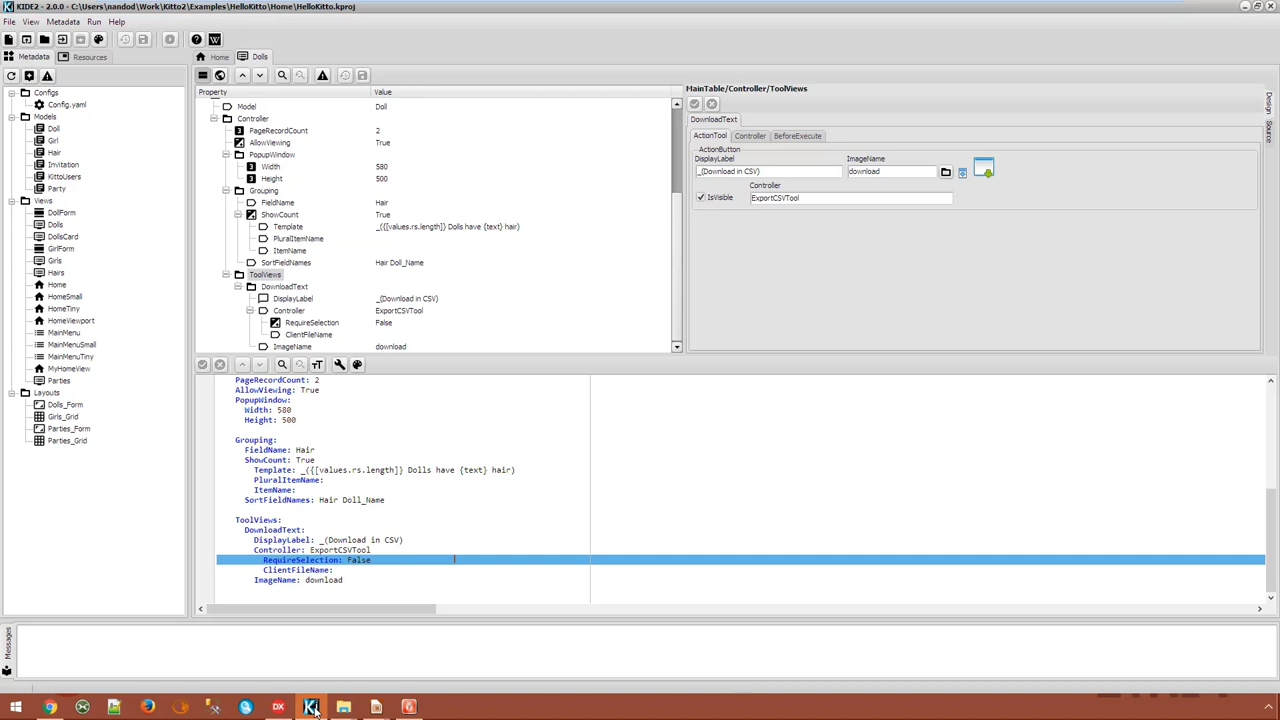 KIDE2 - 2.0.0 - C:\Users\nandod\Work\Kitto2\Examples\HelloKitto\Home\HelloKitto.kproj
File View Metadata Run Help
Metadata Resources Home Dolls
Configs
Config.yaml
Models
Doll
Girl
Hair
Invitation
KittoUsers
Party
Views
DollForm
Dolls
DollsCard
GirlForm
Girls
Hairs
Home
HomeSmall
HomeTiny
HomeViewport
MainMenu
MainMenuSmall
MainMenuTiny
MyHomeView
Parties
Layouts
Dolls_Form
Girls_Grid
Parties_Form
Parties_Grid
Property Value
Model Doll
Controller
PageRecordCount 2
AllowViewing True
PopupWindow
Width 580
Height 500
Grouping
FieldName Hair
ShowCount True
Template _({[values.rs.length]} Dolls have {text} hair)
PluralItemName
ItemName
SortFieldNames Hair Doll_Name
ToolViews
DownloadText
DisplayLabel _(Download in CSV)
Controller ExportCSVTool
RequireSelection False
ClientFileName
ImageName download
MainTable/Controller/ToolViews
DownloadText
ActionTool Controller BeforeExecute
ActionButton
DisplayLabel ImageName
_(Download in CSV) download
Controller
IsVisible ExportCSVTool
Design
Source
PageRecordCount: 2
AllowViewing: True
PopupWindow:
Width: 580
Height: 500
Grouping:
FieldName: Hair
ShowCount: True
Template: _({[values.rs.length]} Dolls have {text} hair)
PluralItemName:
ItemName:
SortFieldNames: Hair Doll_Name
ToolViews:
DownloadText:
DisplayLabel: _(Download in CSV)
Controller: ExportCSVTool
RequireSelection: False
ClientFileName:
ImageName: download
Messages